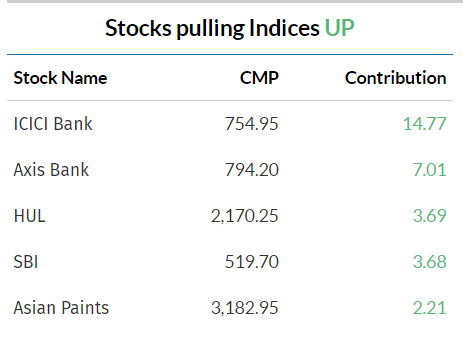 Stocks pulling Indices UP
Stock Name CMP Contribution
ICICI Bank 754.95 14.77
Axis Bank 794.20 7.01
HUL 2,170.25 3.69
SBI 519.70 3.68
Asian Paints 3,182.95 2.21